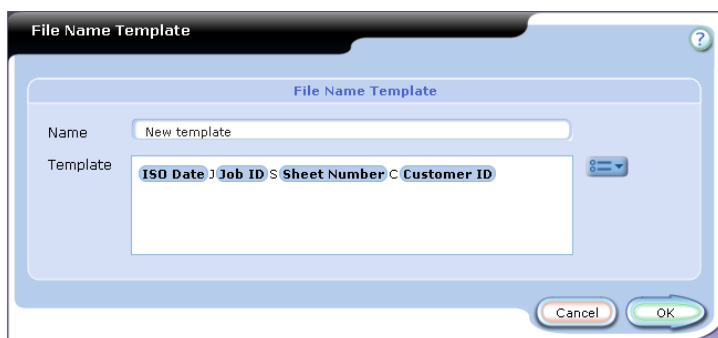 File Name Template
?
File Name Template
Name New template
Template ISO Date J Job ID S Sheet Number C Customer ID
Cancel OK